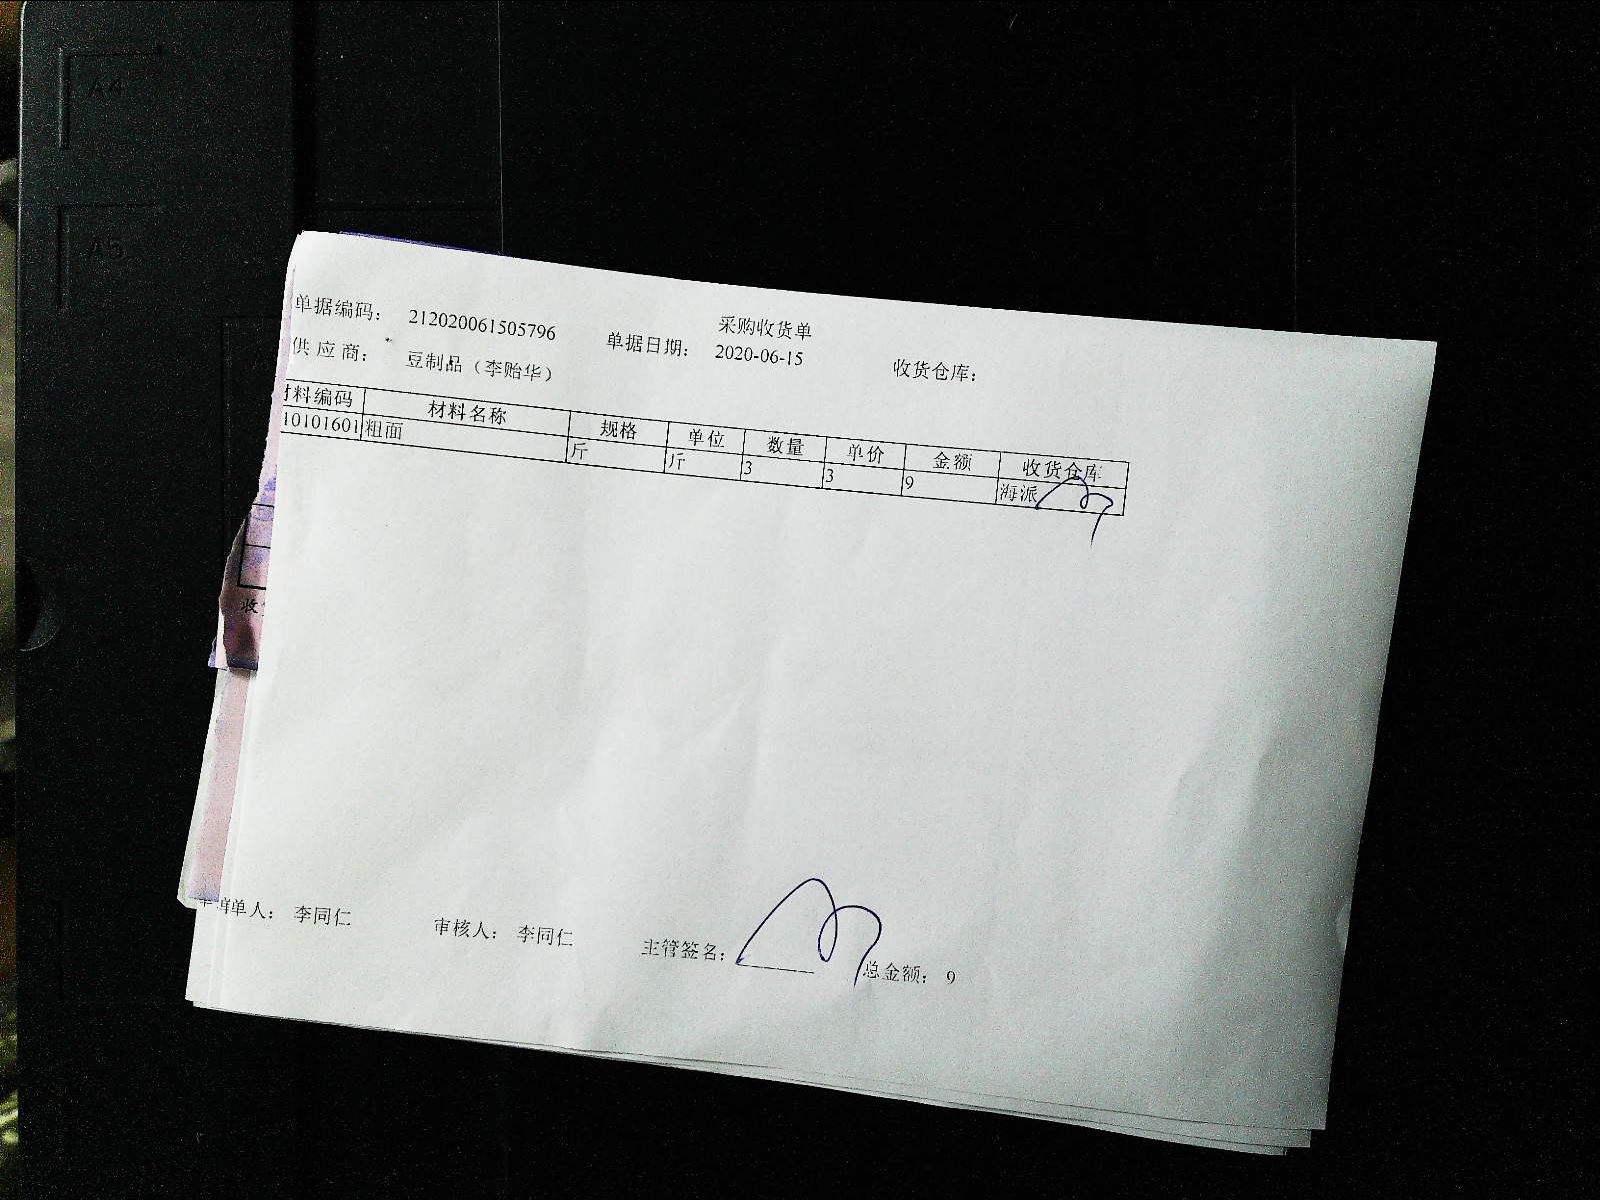 A4
A5
采购收货单
单据编码： 212020061505796 单据日期： 2020-06-15 收货仓库：
供应商： 豆制品（李贻华）
材料编码 材料名称 规格 单位 数量 单价 金额 收货仓库
10101601 粗面 斤 斤 3 3 9 海派
收
单人： 李同仁 审核人： 李同仁 主管签名： 总金额： 9